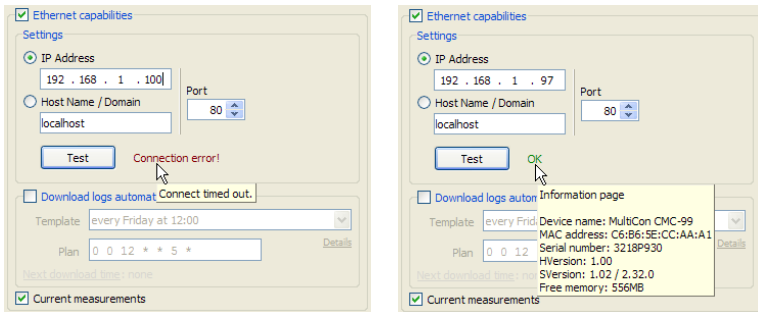 Ethernet capabilities
Settings
IP Address
192 . 168 . 1 . 100
Port
80
Host Name / Domain
localhost
Test
Connection error!
Connect timed out.
Download logs automat
Template
every Friday at 12:00
Plan
0 0 12 * * 5 *
Details
Next download time: none
Current measurements
Ethernet capabilities
Settings
IP Address
192 . 168 . 1 . 97
Port
80
Host Name / Domain
localhost
Test
OK
Information page
Download logs autom
Device name: MultiCon CMC-99
MAC address: C6:B6:5E:CC:AA:A1
Serial number: 3218P930
HVersion: 1.00
SVersion: 1.02 / 2.32.0
Free memory: 556MB
Template
every Frid
Plan
0 0 12
Details
Next download time: no
Current measurements